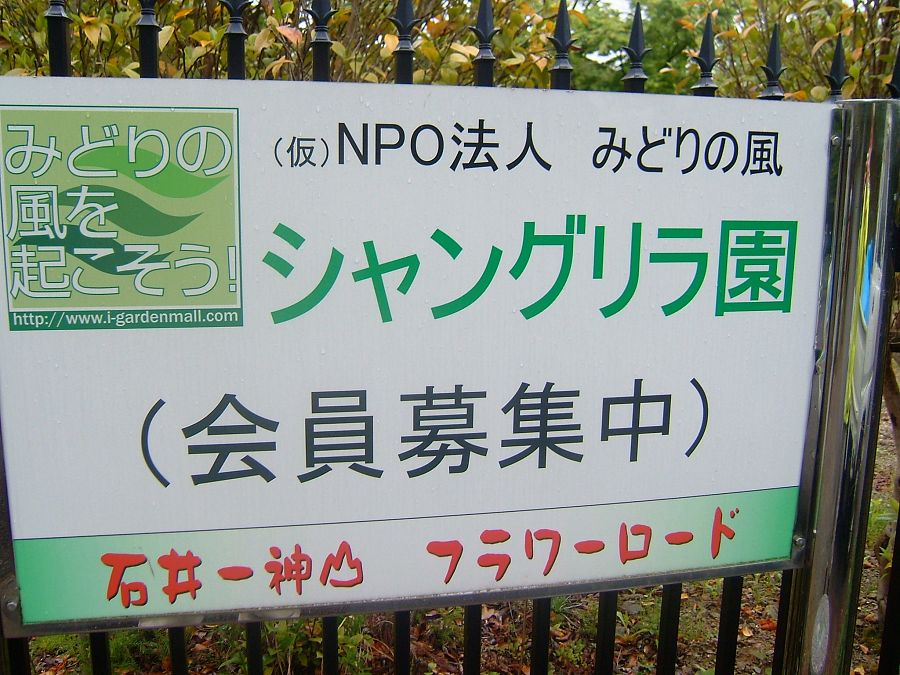 みどりの
風を
起こそう!
http://www.i-gardenmall.com
(仮)NPO法人 みどりの風
シャングリラ園
(会員募集中)
石井一神山 フラワーロード